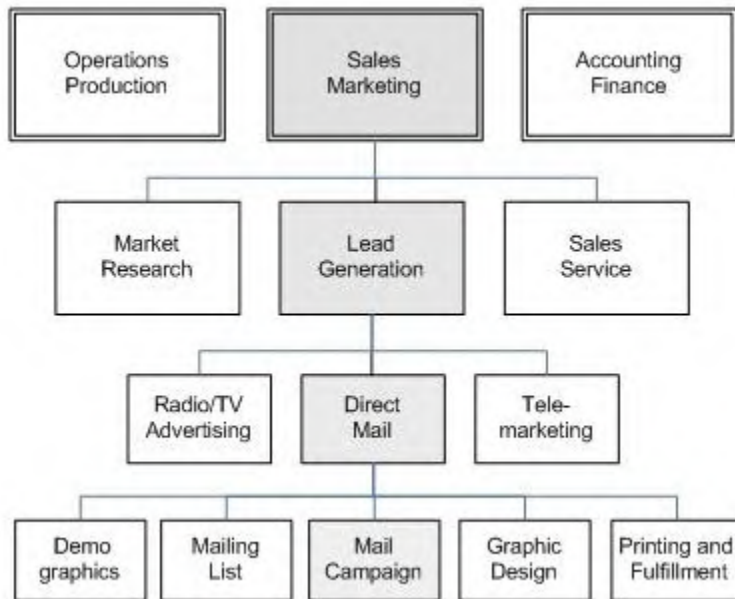 Operations
Production
Sales
Marketing
Accounting
Finance
Market
Research
Lead
Generation
Sales
Service
Radio/TV
Advertising
Direct
Mail
Tele-
marketing
Demo
graphics
Mailing
List
Mail
Campaign
Graphic
Design
Printing and
Fulfillment